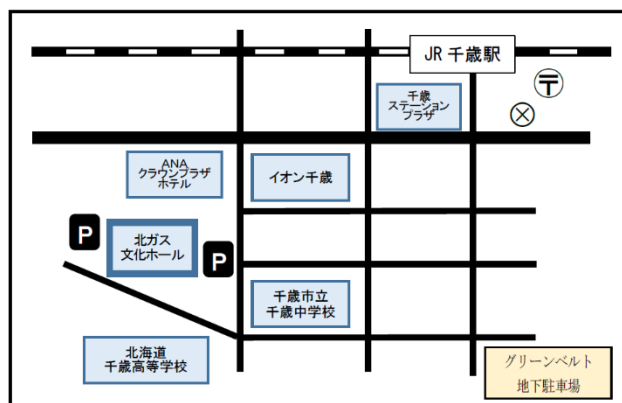 JR 千歳駅
〒
千歳
ステーション
プラザ
ANA
クラウンプラザ
ホテル
イオン千歳
P
北ガス
文化ホール
P
千歳市立
千歳中学校
北海道
千歳高等学校
グリーンベルト
地下駐車場